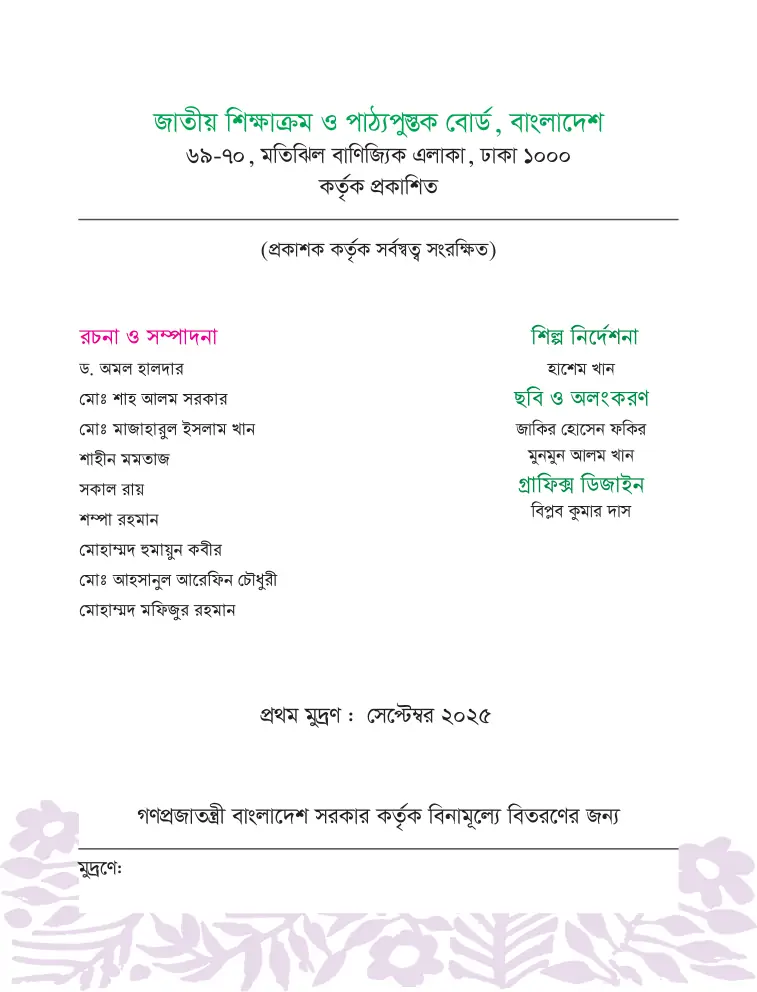 জাতীয় শিক্ষাক্রম ও পাঠ্যপুস্তক বোর্ড, বাংলাদেশ
৬৯-৭০, মতিঝিল বাণিজ্যিক এলাকা, ঢাকা ১০০০
কর্তৃক প্রকাশিত
(প্রকাশক কর্তৃক সর্বস্বত্ব সংরক্ষিত)
রচনা ও সম্পাদনা
ড. অমল হালদার
মোঃ শাহ আলম সরকার
মোঃ মাজাহারুল ইসলাম খান
শাহীন মমতাজ
সকাল রায়
শম্পা রহমান
মোহাম্মদ হুমায়ুন কবীর
মোঃ আহসানুল আরেফিন চৌধুরী
মোহাম্মদ মফিজুর রহমান
শিল্প নির্দেশনা
হাশেম খান
ছবি ও অলংকরণ
জাকির হোসেন ফকির
মুনমুন আলম খান
গ্রাফিক্স ডিজাইন
বিপ্লব কুমার দাস
প্রথম মুদ্রণ : সেপ্টেম্বর ২০২৫
গণপ্রজাতন্ত্রী বাংলাদেশ সরকার কর্তৃক বিনামূল্যে বিতরণের জন্য
মুদ্রণে: